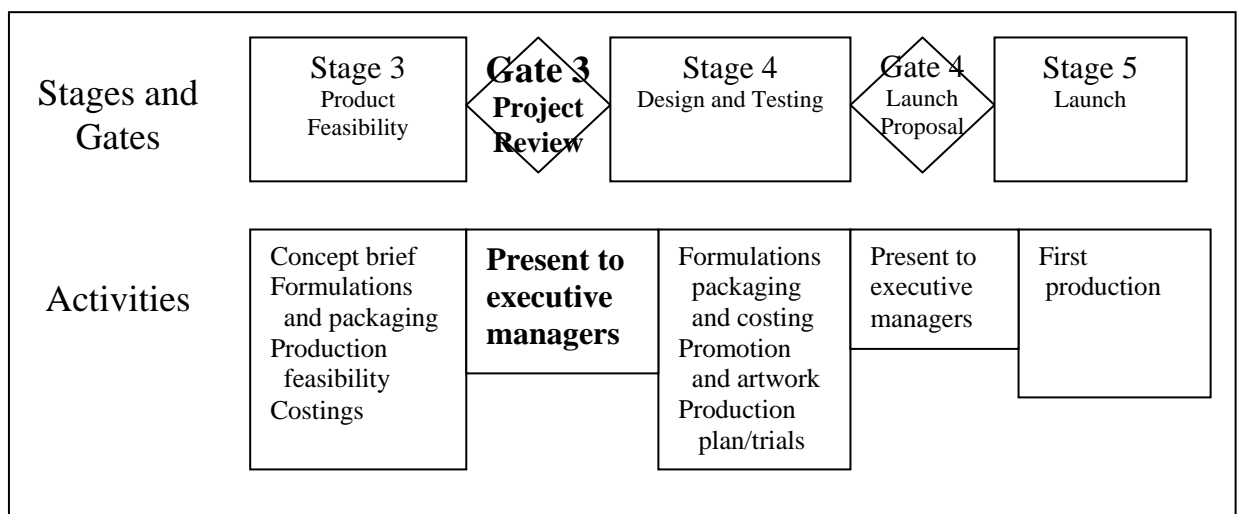 Stages and
Gates
Stage 3
Product
Feasibility
Gate 3
Project
Review
Stage 4
Design and Testing
Gate 4
Launch
Proposal
Stage 5
Launch
Activities
Concept brief
Formulations
and packaging
Production
feasibility
Costings
Present to
executive
managers
Formulations
packaging
and costing
Promotion
and artwork
Production
plan/trials
Present to
executive
managers
First
production